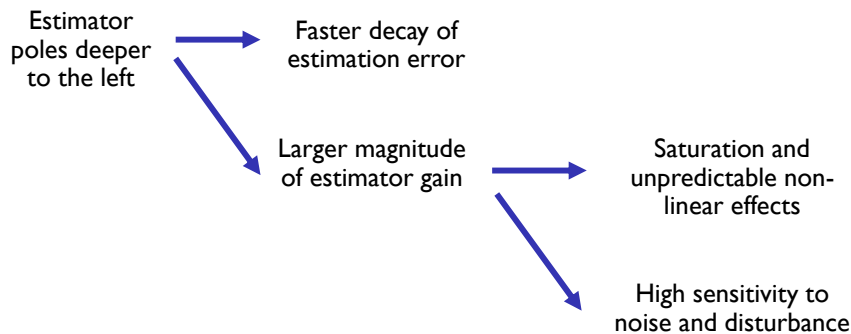 Estimator
poles deeper
to the left
Faster decay of
estimation error
Larger magnitude
of estimator gain
Saturation and
unpredictable non-
linear effects
High sensitivity to
noise and disturbance